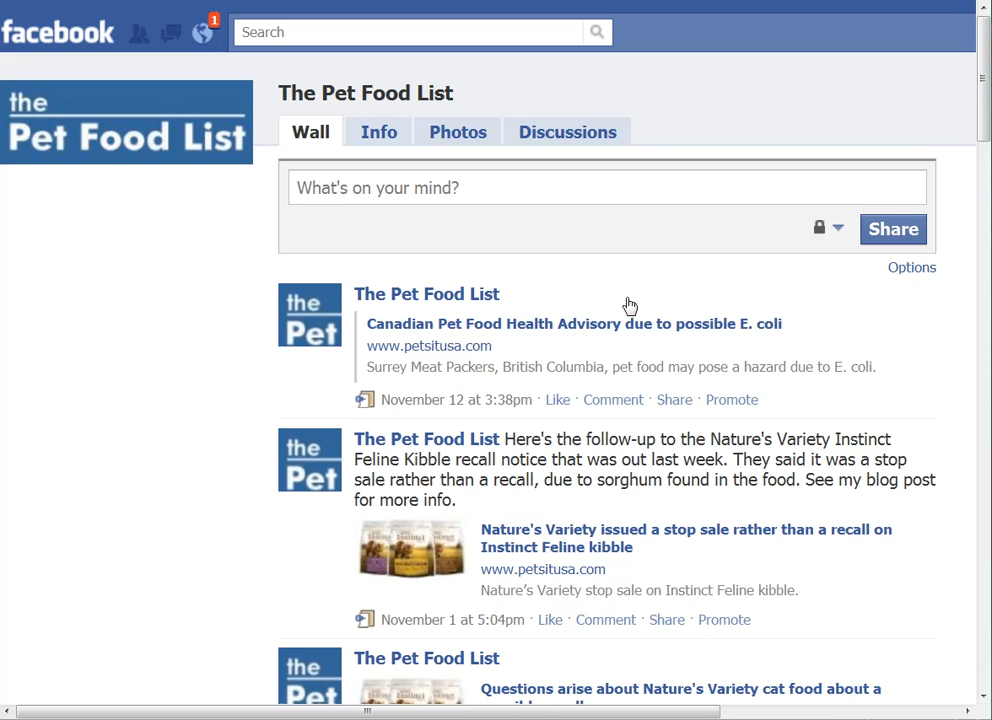 facebook
1
Search
the
Pet Food List
The Pet Food List
Wall Info Photos Discussions
What's on your mind?
Share
Options
the
Pet
The Pet Food List
Canadian Pet Food Health Advisory due to possible E. coli
www.petsitusa.com
Surrey Meat Packers, British Columbia, pet food may pose a hazard due to E. coli.
November 12 at 3:38pm · Like · Comment · Share · Promote
the
Pet
The Pet Food List Here's the follow-up to the Nature's Variety Instinct
Feline Kibble recall notice that was out last week. They said it was a stop
sale rather than a recall, due to sorghum found in the food. See my blog post
for more info.
Nature's Variety issued a stop sale rather than a recall on
Instinct Feline kibble
www.petsitusa.com
Nature's Variety stop sale on Instinct Feline kibble.
November 1 at 5:04pm · Like · Comment · Share · Promote
the
Pet
The Pet Food List
Questions arise about Nature's Variety cat food about a